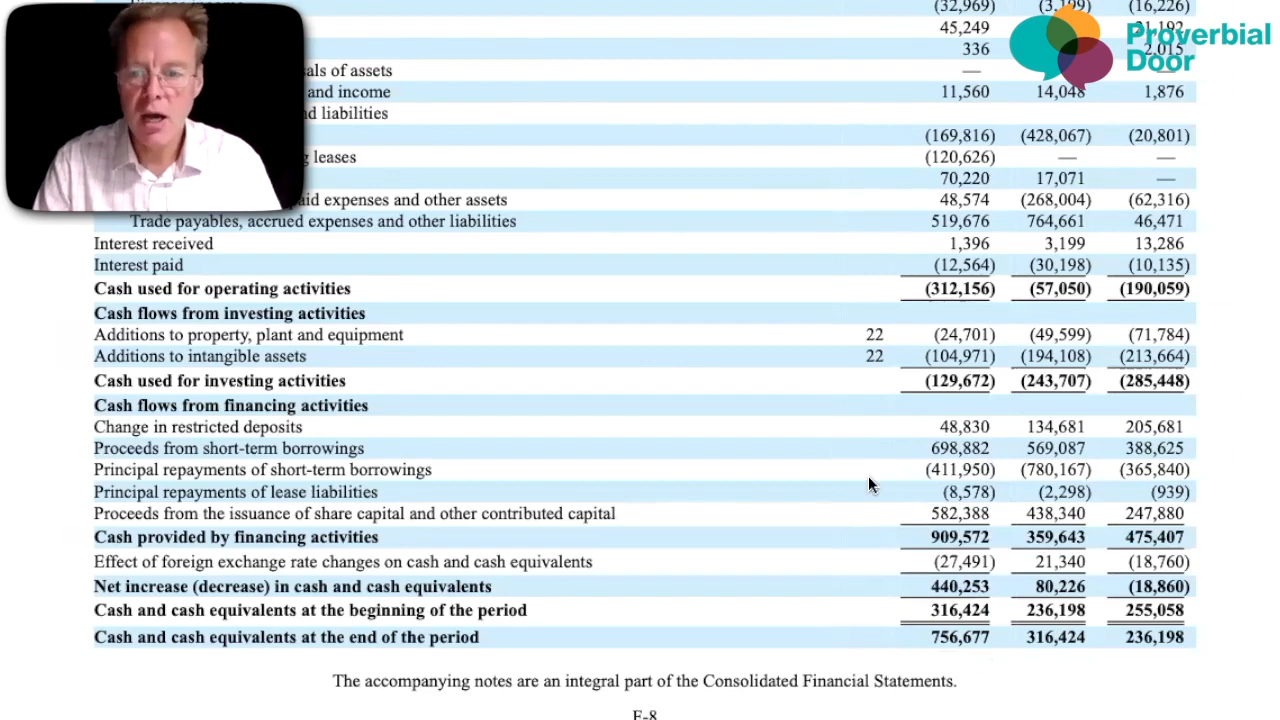 (32,969) (3,199) (16,226)
Proverbial
Door
45,249
336 2,015
sals of assets — —
and income 11,560 14,048 1,876
nd liabilities
(169,816) (428,067) (20,801)
g leases (120,626) — —
70,220 17,071 —
aid expenses and other assets 48,574 (268,004) (62,316)
Trade payables, accrued expenses and other liabilities 519,676 764,661 46,471
Interest received 1,396 3,199 13,286
Interest paid (12,564) (30,198) (10,135)
Cash used for operating activities (312,156) (57,050) (190,059)
Cash flows from investing activities
Additions to property, plant and equipment 22 (24,701) (49,599) (71,784)
Additions to intangible assets 22 (104,971) (194,108) (213,664)
Cash used for investing activities (129,672) (243,707) (285,448)
Cash flows from financing activities
Change in restricted deposits 48,830 134,681 205,681
Proceeds from short-term borrowings 698,882 569,087 388,625
Principal repayments of short-term borrowings (411,950) (780,167) (365,840)
Principal repayments of lease liabilities (8,578) (2,298) (939)
Proceeds from the issuance of share capital and other contributed capital 582,388 438,340 247,880
Cash provided by financing activities 909,572 359,643 475,407
Effect of foreign exchange rate changes on cash and cash equivalents (27,491) 21,340 (18,760)
Net increase (decrease) in cash and cash equivalents 440,253 80,226 (18,860)
Cash and cash equivalents at the beginning of the period 316,424 236,198 255,058
Cash and cash equivalents at the end of the period 756,677 316,424 236,198
The accompanying notes are an integral part of the Consolidated Financial Statements.
F-8